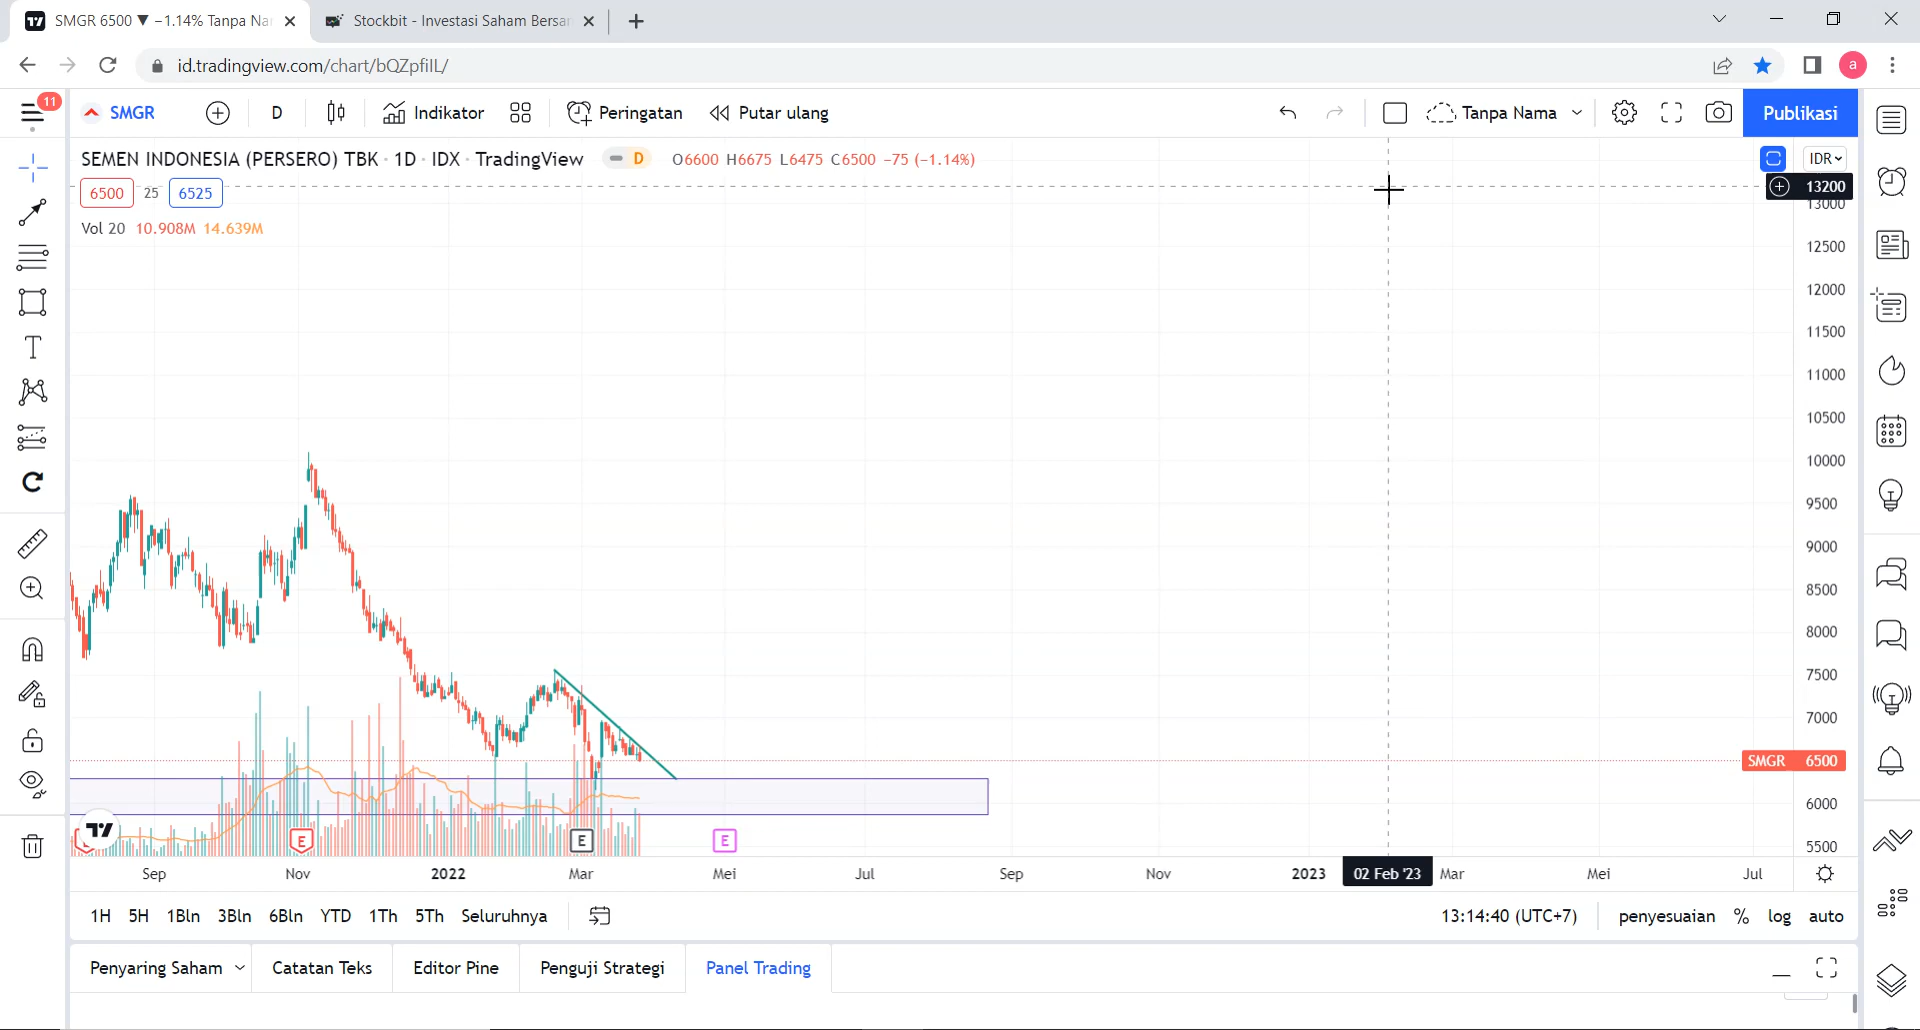 SMGR 6500 ▼ −1.14% Tanpa Na
Stockbit - Investasi Saham Bersa
id.tradingview.com/chart/bQZpfiIL/
a
11
SMGR
D
Indikator
Peringatan
Putar ulang
Tanpa Nama
Publikasi
SEMEN INDONESIA (PERSERO) TBK · 1D · IDX · TradingView
D
O6600 H6675 L6475 C6500 −75 (−1.14%)
IDR
6500 25 6525
13200
13000
Vol 20 10.908M 14.639M
12500
12000
11500
11000
10500
10000
9500
9000
8500
8000
7500
7000
SMGR 6500
6000
5500
E
E
E
Sep Nov 2022 Mar Mei Jul Sep Nov 2023 02 Feb '23 Mar Mei Jul
1H 5H 1Bln 3Bln 6Bln YTD 1Th 5Th Seluruhnya
13:14:40 (UTC+7) penyesuaian % log auto
Penyaring Saham Catatan Teks Editor Pine Penguji Strategi Panel Trading